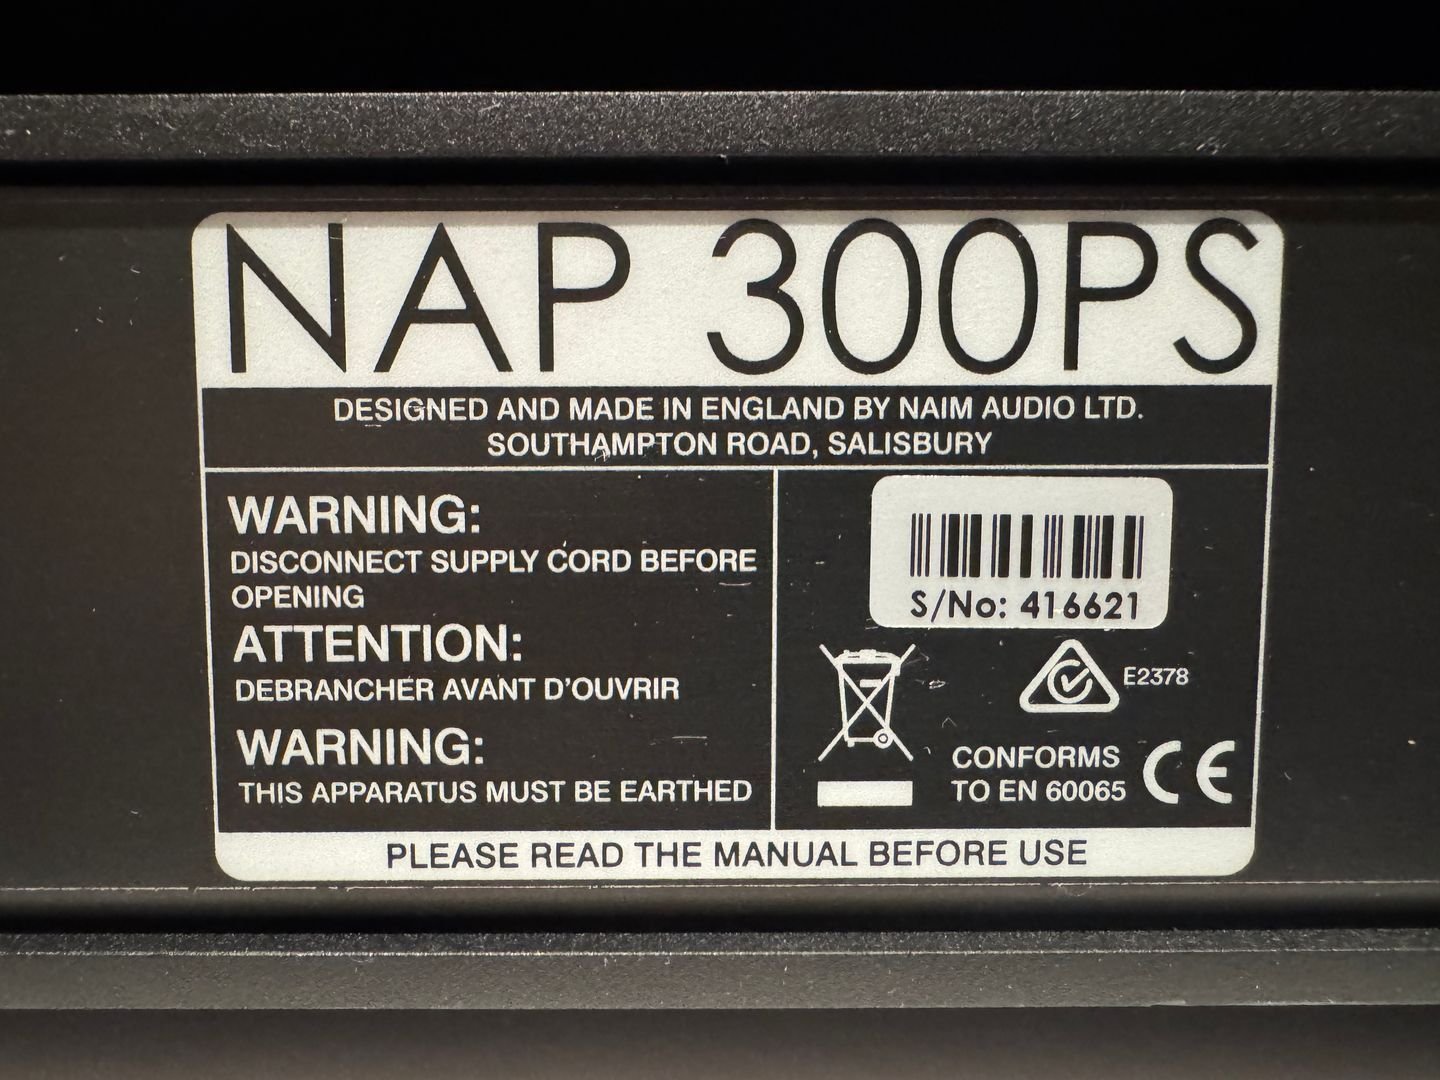 NAP 300PS
DESIGNED AND MADE IN ENGLAND BY NAIM AUDIO LTD.
SOUTHAMPTON ROAD, SALISBURY
WARNING:
DISCONNECT SUPPLY CORD BEFORE
OPENING
ATTENTION:
DEBRANCHER AVANT D'OUVRIR
WARNING:
THIS APPARATUS MUST BE EARTHED
S/No: 416621
E2378
CONFORMS
TO EN 60065
CE
PLEASE READ THE MANUAL BEFORE USE